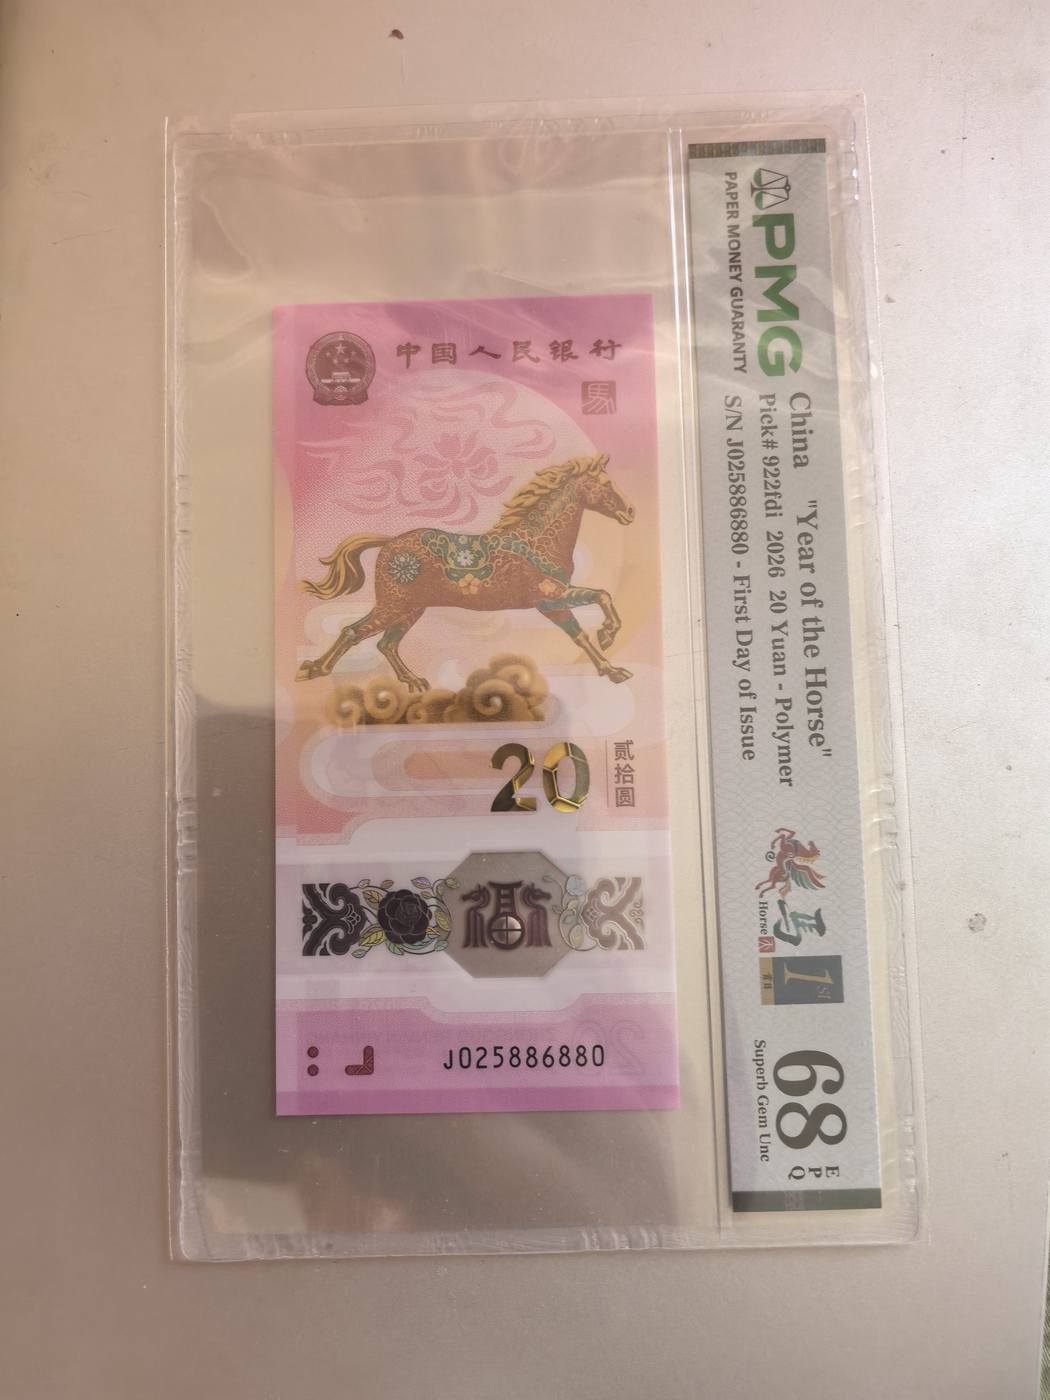 中国人民银行
馬
20
贰拾圆
福
J025886880
PMG
PAPER MONEY GUARANTY
China "Year of the Horse"
Pick# 922fdi 2026 20 Yuan - Polymer
S/N J025886880 - First Day of Issue
马
Horse
1st
首日
68 EPQ
Superb Gem Unc